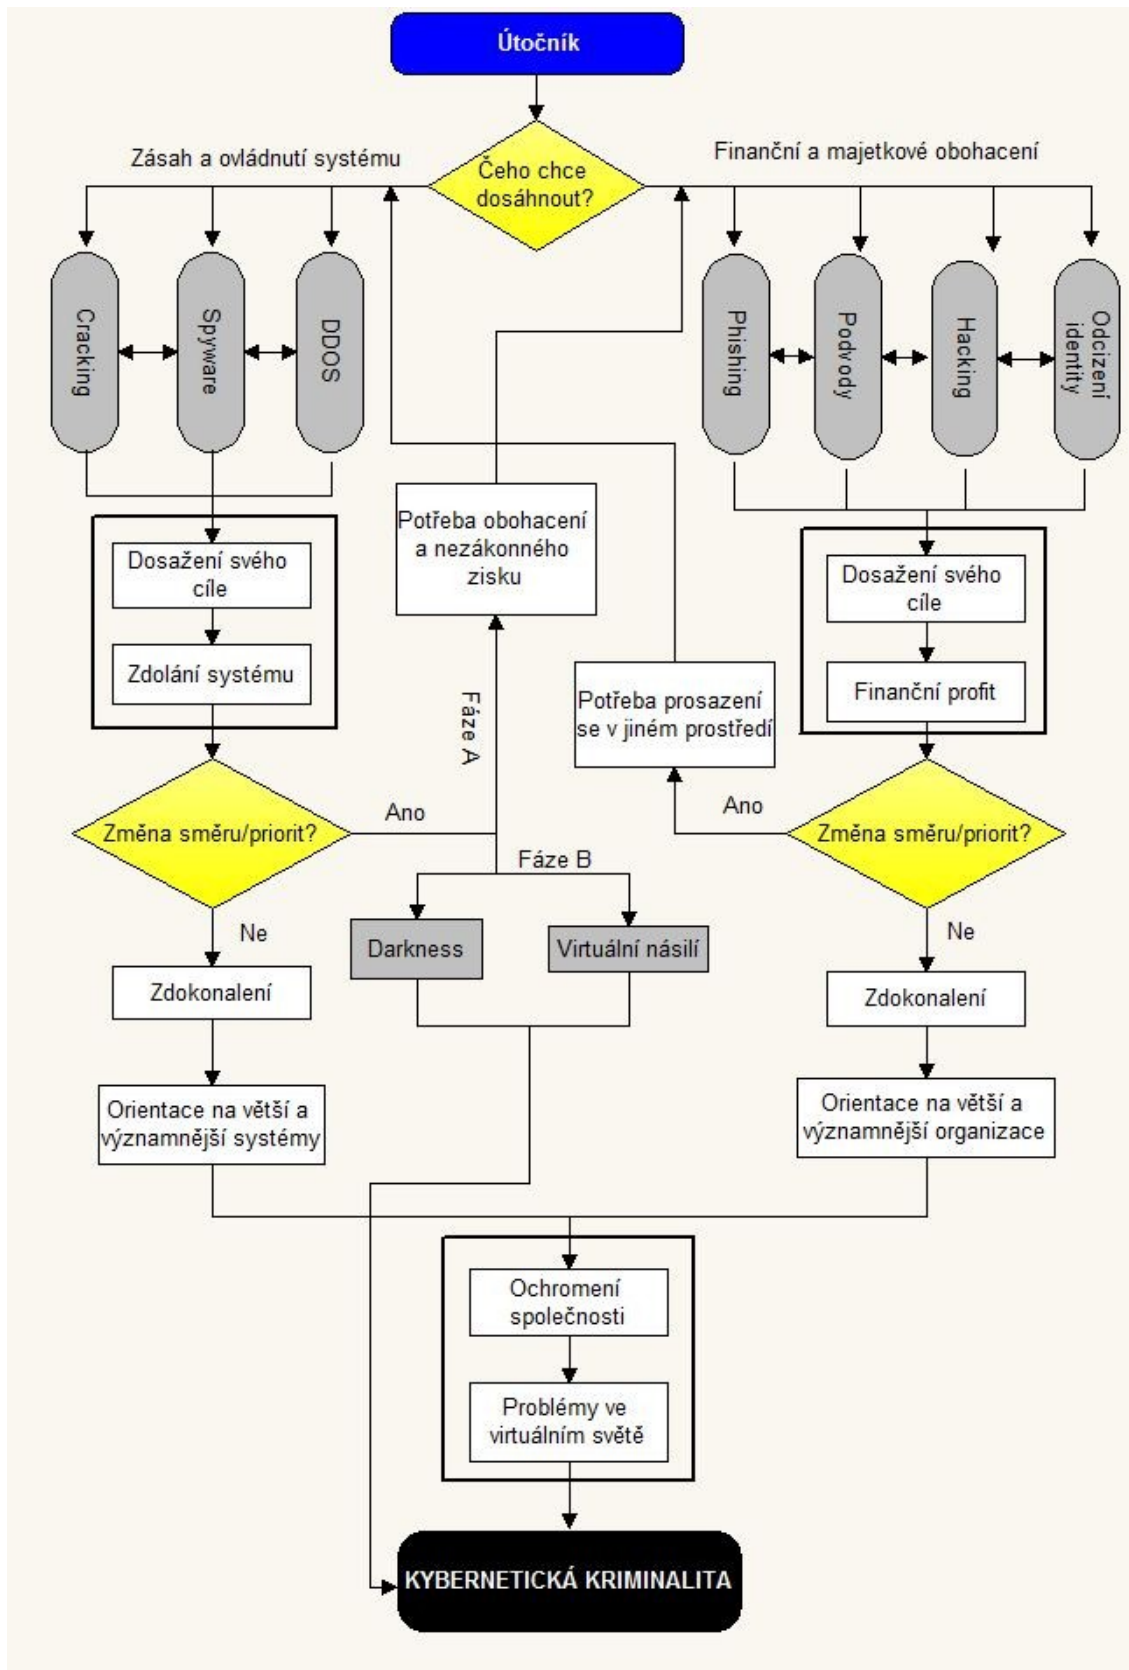 Útočník
Zásah a ovládnutí systému
Čeho chce
dosáhnout?
Finanční a majetkové obohacení
Cracking
Spyware
DDOS
Phishing
Podvody
Hacking
Odcizení
identity
Potřeba obohacení
a nezákonného
zisku
Dosažení svého
cíle
Zdolání systému
Dosažení svého
cíle
Finanční profit
Potřeba prosazení
se v jiném prostředí
Fáze A
Změna směru/priorit?
Ano
Ano
Změna směru/priorit?
Fáze B
Ne
Darkness
Virtuální násilí
Ne
Zdokonalení
Zdokonalení
Orientace na větší a
významnější systémy
Orientace na větší a
významnější organizace
Ochromení
společnosti
Problémy ve
virtuálním světě
KYBERNETICKÁ KRIMINALITA